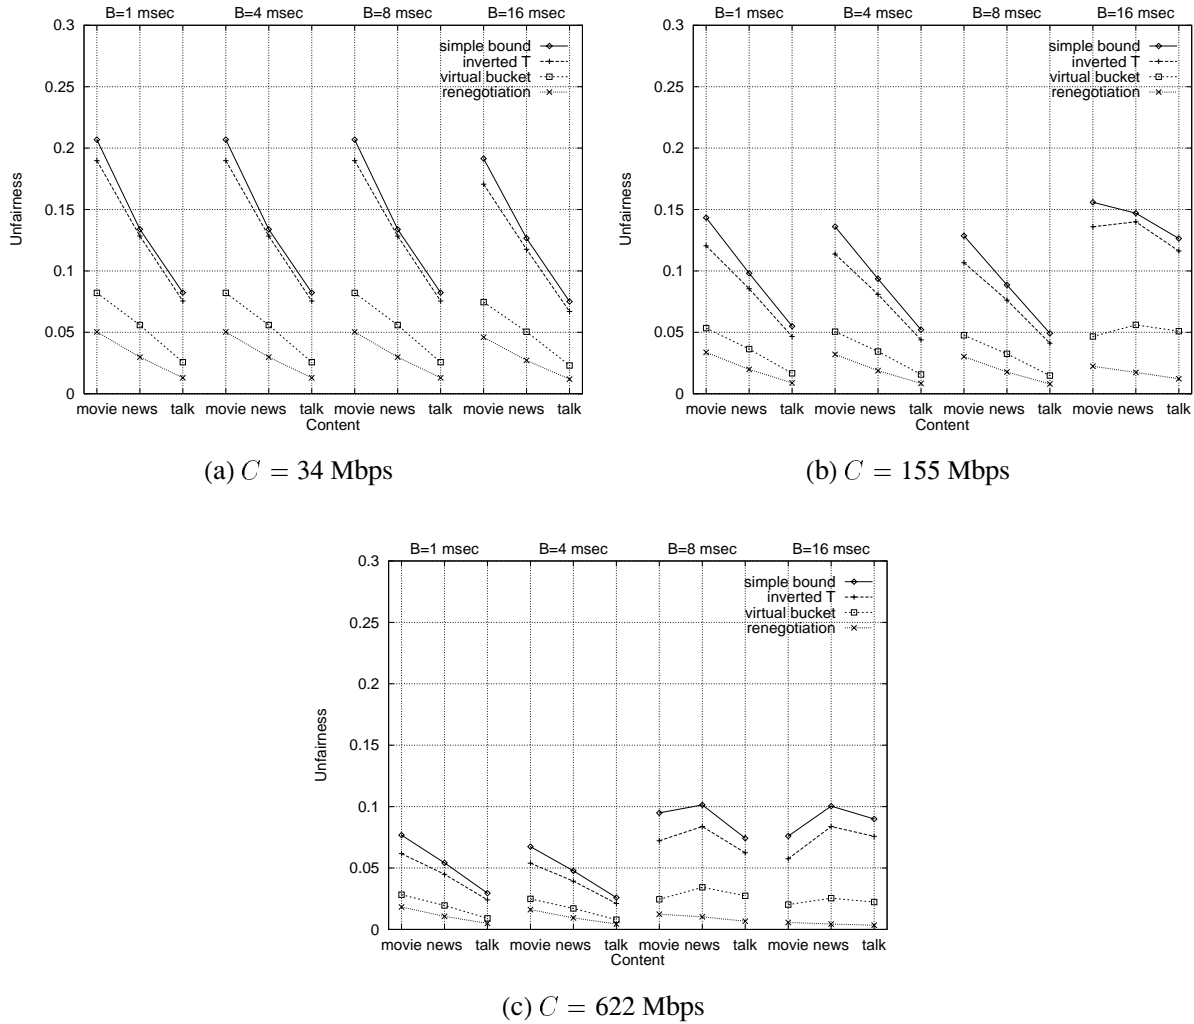 B=1 msec B=4 msec B=8 msec B=16 msec
0.3
0.25
0.2
0.15
0.1
0.05
0
Unfairness
simple bound
inverted T
virtual bucket
renegotiation
movie news talk movie news talk movie news talk movie news talk
Content
(a) C = 34 Mbps
B=1 msec B=4 msec B=8 msec B=16 msec
0.3
0.25
0.2
0.15
0.1
0.05
0
Unfairness
simple bound
inverted T
virtual bucket
renegotiation
movie news talk movie news talk movie news talk movie news talk
Content
(b) C = 155 Mbps
B=1 msec B=4 msec B=8 msec B=16 msec
0.3
0.25
0.2
0.15
0.1
0.05
0
Unfairness
simple bound
inverted T
virtual bucket
renegotiation
movie news talk movie news talk movie news talk movie news talk
Content
(c) C = 622 Mbps